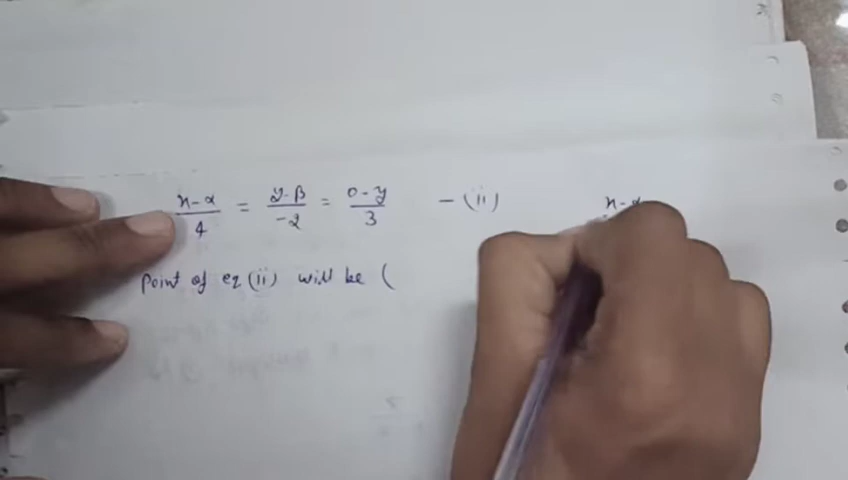 x-α/4 = y-β/-2 = 0-y/3 - (ii)
x-α
Point of eq (ii) will be (